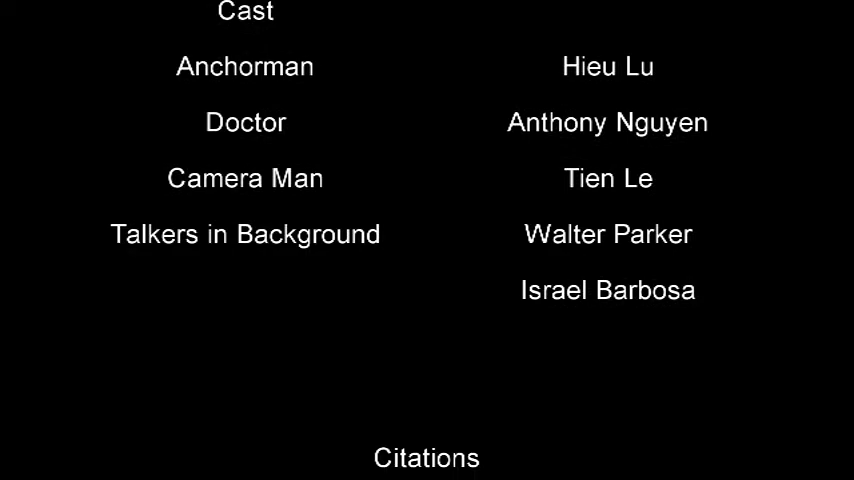 Cast
Anchorman Hieu Lu
Doctor Anthony Nguyen
Camera Man Tien Le
Talkers in Background Walter Parker
Israel Barbosa
Citations